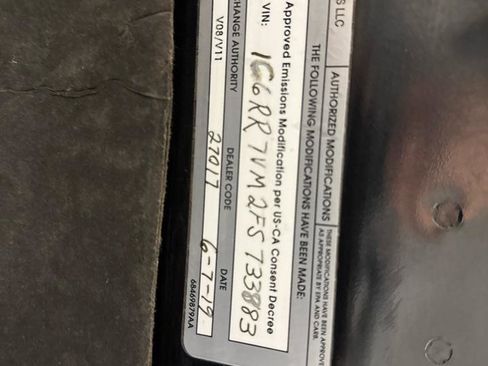 S LLC
AUTHORIZED MODIFICATIONS
THESE MODIFICATIONS HAVE BEEN APPROVE
AS APPROPRIATE BY EPA AND CARB.
THE FOLLOWING MODIFICATIONS HAVE BEEN MADE:
Approved Emissions Modification per US-CA Consent Decree
VIN: 1C6RR7VM2FS733883
HANGE AUTHORITY DEALER CODE DATE
V08/V11 27017 6-7-19
68469879AA